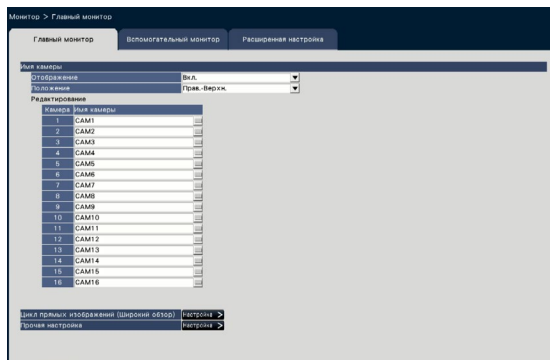 Монитор > Главный монитор
Главный монитор Вспомогательный монитор Расширенная настройка
Имя камеры
Отображение Вкл.
Положение Прав.-Верхн.
Редактирование
Камера Имя камеры
1 CAM1
2 CAM2
3 CAM3
4 CAM4
5 CAM5
6 CAM6
7 CAM7
8 CAM8
9 CAM9
10 CAM10
11 CAM11
12 CAM12
13 CAM13
14 CAM14
15 CAM15
16 CAM16
Цикл прямых изображений (Широкий обзор) Настройка >
Прочая настройка Настройка >